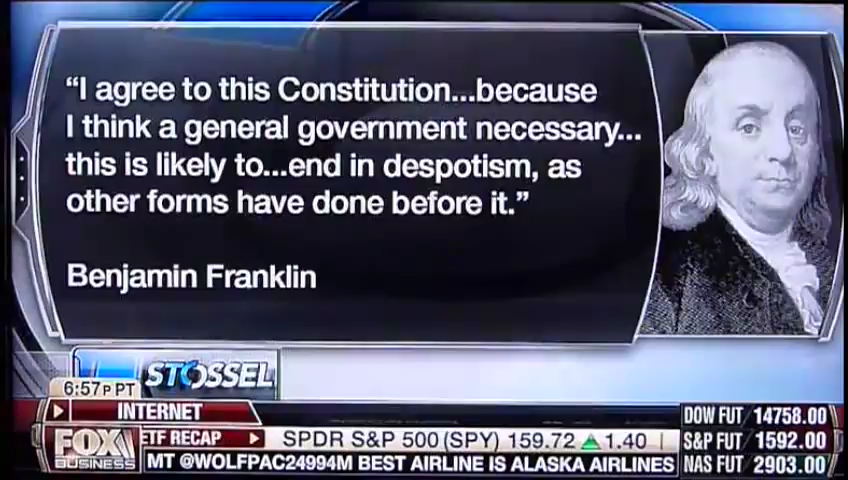 “I agree to this Constitution...because
I think a general government necessary...
this is likely to...end in despotism, as
other forms have done before it.”
Benjamin Franklin
STOSSEL
6:57P PT
INTERNET
FOX
BUSINESS
ETF RECAP
SPDR S&P 500 (SPY) 159.72 ▲ 1.40
MT @WOLFPAC24994M BEST AIRLINE IS ALASKA AIRLINES
DOW FUT 14758.00
S&P FUT 1592.00
NAS FUT 2903.00